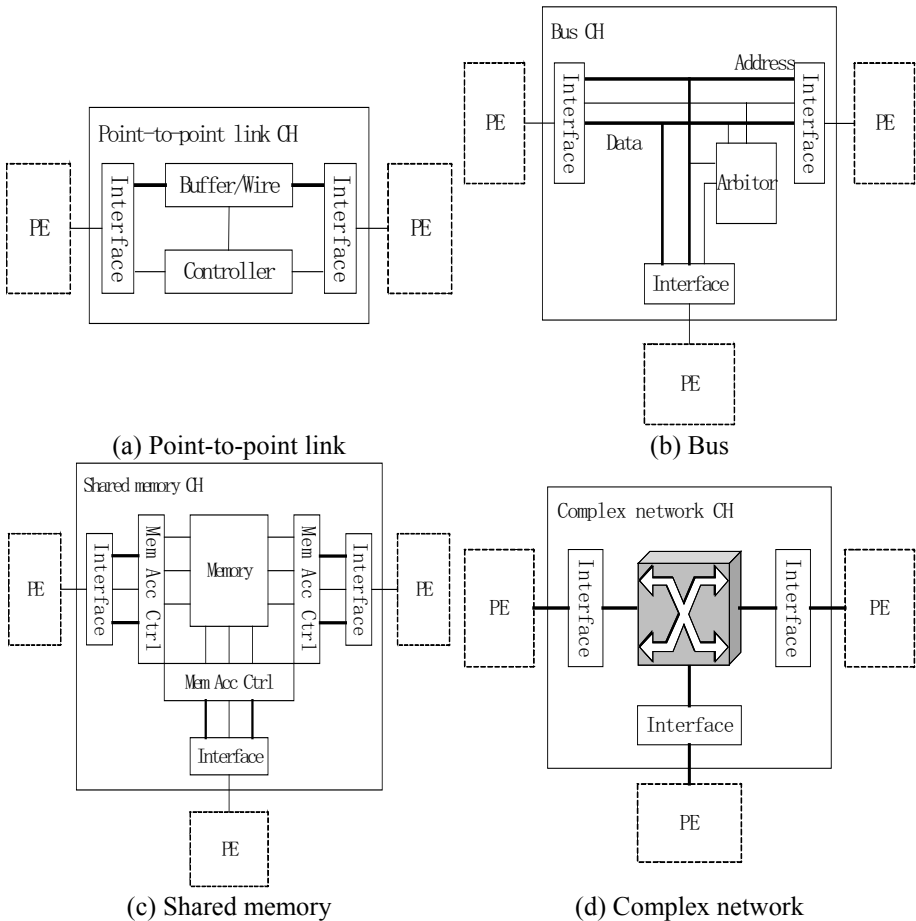 Point-to-point link CH
PE
Interface
Buffer/Wire
Controller
Interface
PE
(a) Point-to-point link
Bus CH
Address
PE
Interface
Data
Arbitor
Interface
PE
Interface
PE
(b) Bus
Shared memory CH
PE
Interface
Mem Acc Ctrl
Memory
Mem Acc Ctrl
Interface
PE
Mem Acc Ctrl
Interface
PE
(c) Shared memory
Complex network CH
PE
Interface
Interface
PE
Interface
PE
(d) Complex network